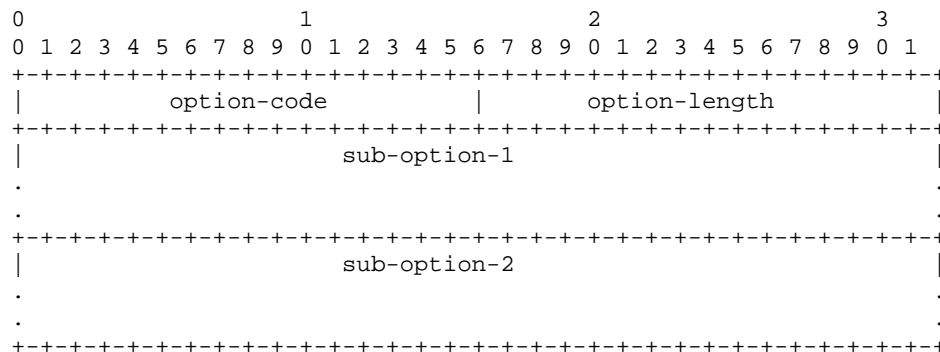 0                   1                   2                   3
0 1 2 3 4 5 6 7 8 9 0 1 2 3 4 5 6 7 8 9 0 1 2 3 4 5 6 7 8 9 0 1
+-+-+-+-+-+-+-+-+-+-+-+-+-+-+-+-+-+-+-+-+-+-+-+-+-+-+-+-+-+-+-+-+
|          option-code          |       option-length           |
+-+-+-+-+-+-+-+-+-+-+-+-+-+-+-+-+-+-+-+-+-+-+-+-+-+-+-+-+-+-+-+-+
|                      sub-option-1                             |
.                                                               .
.                                                               .
+-+-+-+-+-+-+-+-+-+-+-+-+-+-+-+-+-+-+-+-+-+-+-+-+-+-+-+-+-+-+-+-+
|                      sub-option-2                             |
.                                                               .
.                                                               .
+-+-+-+-+-+-+-+-+-+-+-+-+-+-+-+-+-+-+-+-+-+-+-+-+-+-+-+-+-+-+-+-+